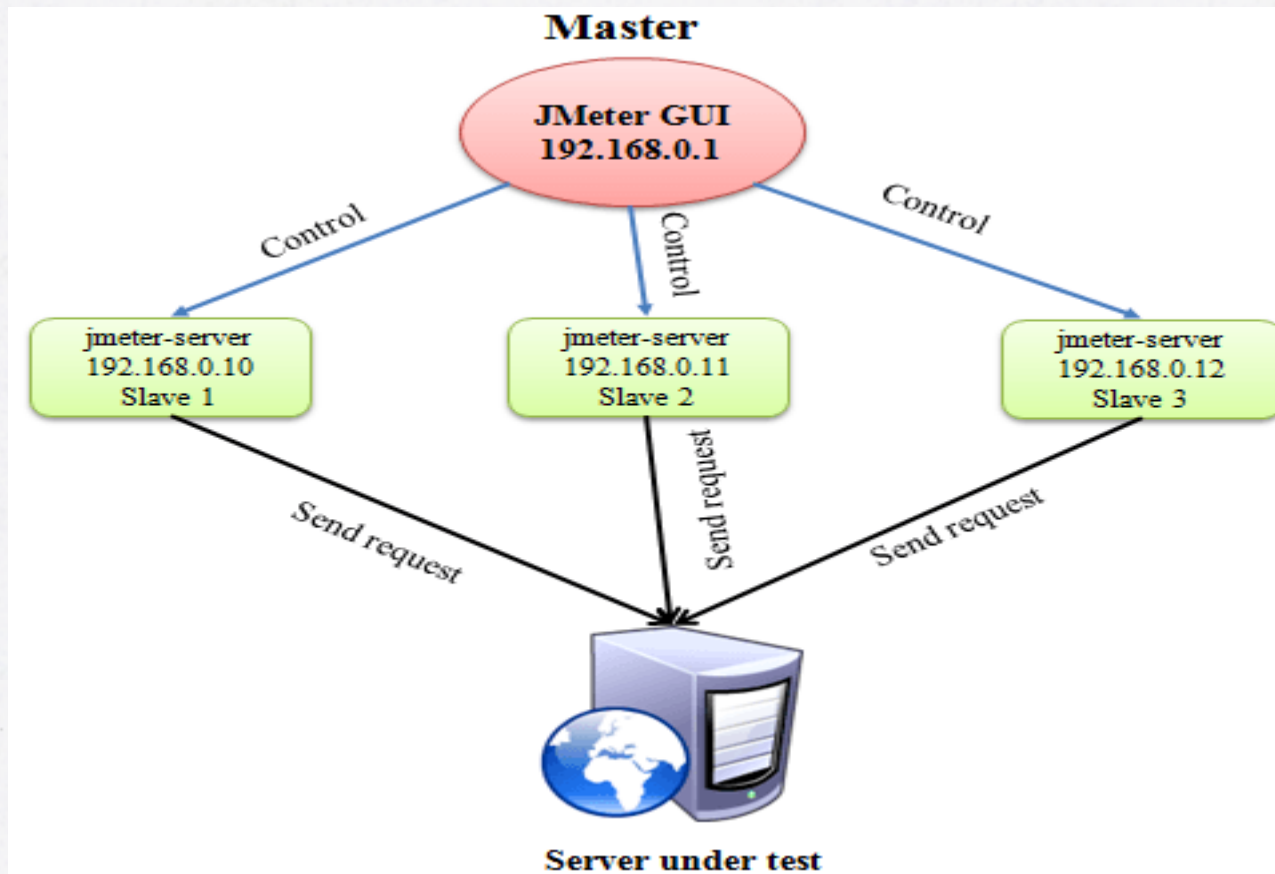 Master
JMeter GUI
192.168.0.1
Control
Control
Control
jmeter-server
192.168.0.10
Slave 1
jmeter-server
192.168.0.11
Slave 2
jmeter-server
192.168.0.12
Slave 3
Send request
Send request
Send request
Server under test